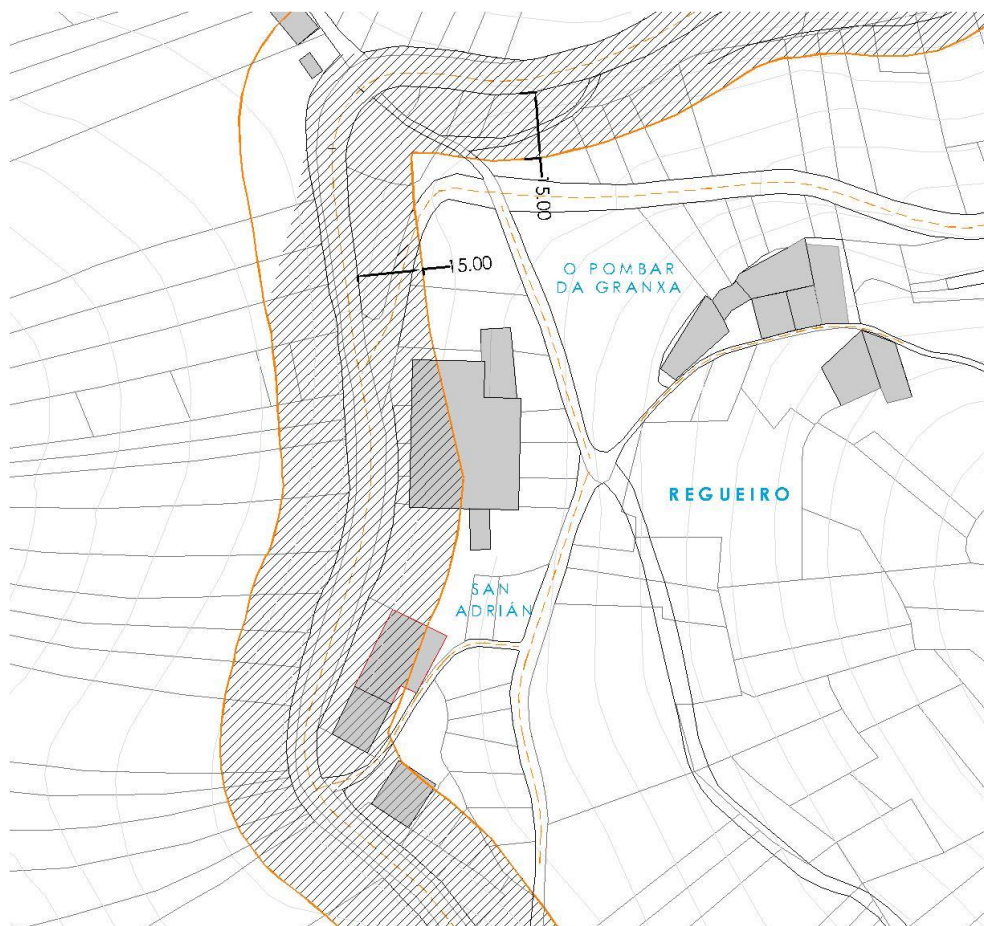 15.00
15.00
O POMBAR
DA GRANXA
REGUEIRO
SAN
ADRIÁN